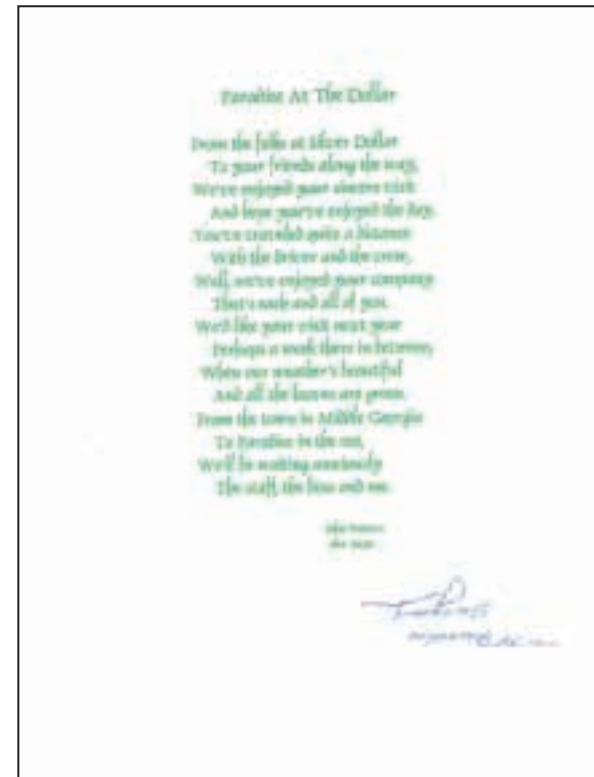 Paradise At The Dollar
From the folks at Silver Dollar
To your friends along the way,
We've enjoyed your sincere visit
And hope you've enjoyed the day.
You've traveled quite a distance
With the driver and the crew,
Well, we've enjoyed your company
That's each and all of you.
We'd like your visit next year
Perhaps a week there in between,
When our weather's beautiful
And all the leaves are green.
From the town in Middle Georgia
To Paradise in the sun,
We'll be waiting anxiously
The staff, the boss and me.